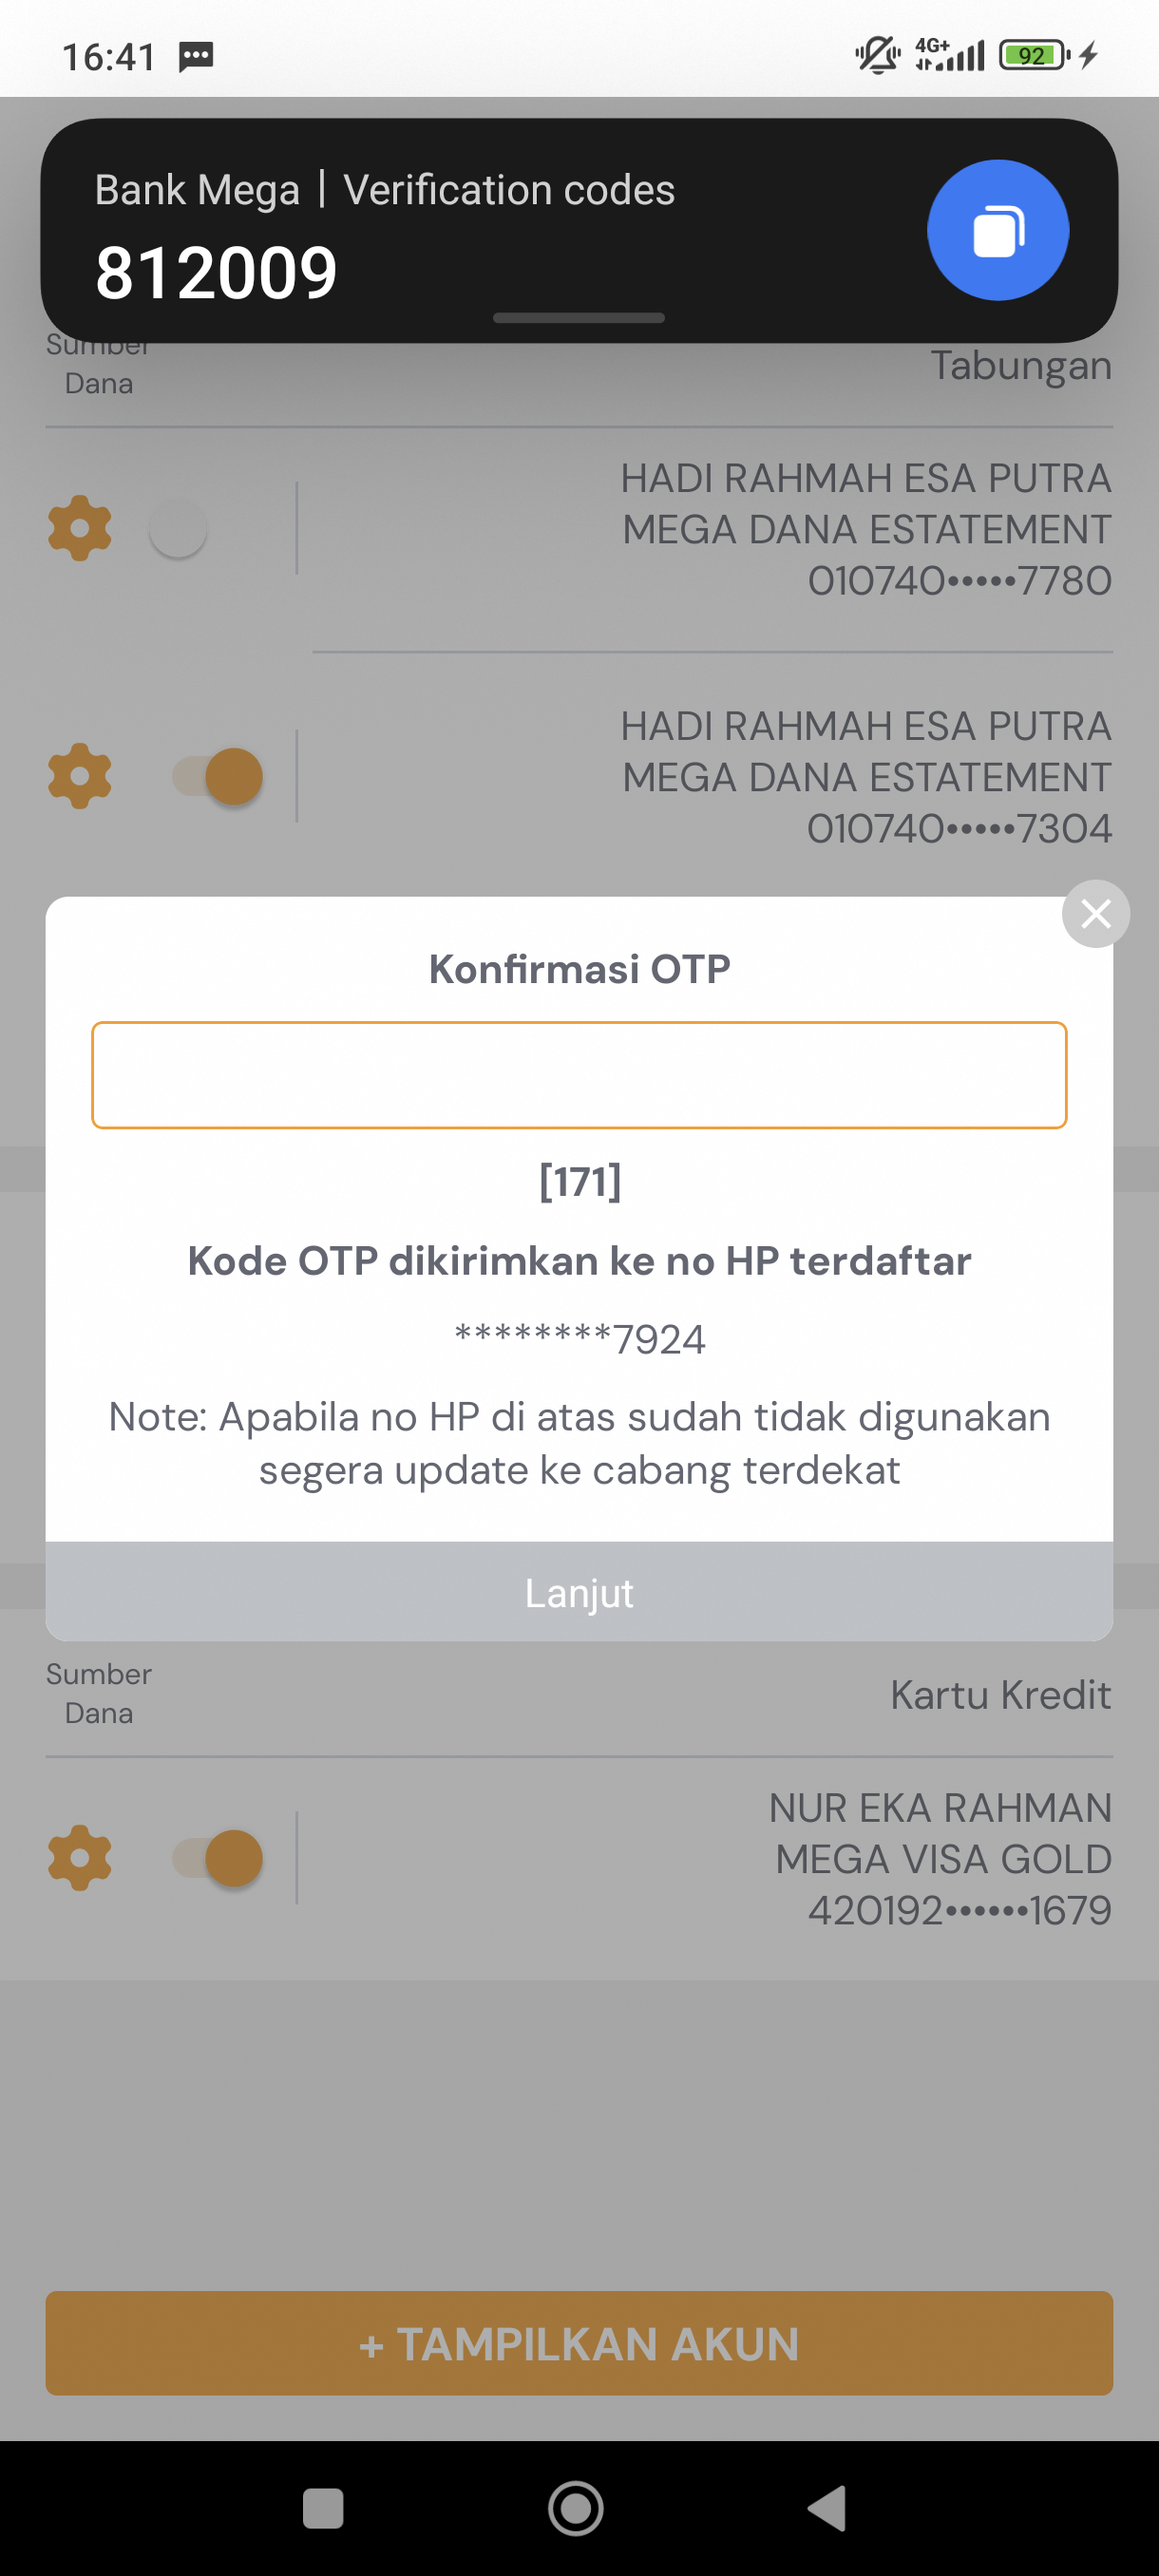 16:41
4G+
92
Bank Mega | Verification codes
812009
Sumber
Dana
Tabungan
HADI RAHMAH ESA PUTRA
MEGA DANA ESTATEMENT
010740•••••7780
HADI RAHMAH ESA PUTRA
MEGA DANA ESTATEMENT
010740•••••7304
Konfirmasi OTP
[171]
Kode OTP dikirimkan ke no HP terdaftar
********7924
Note: Apabila no HP di atas sudah tidak digunakan
segera update ke cabang terdekat
Lanjut
Sumber
Dana
Kartu Kredit
NUR EKA RAHMAN
MEGA VISA GOLD
420192••••••1679
+ TAMPILKAN AKUN